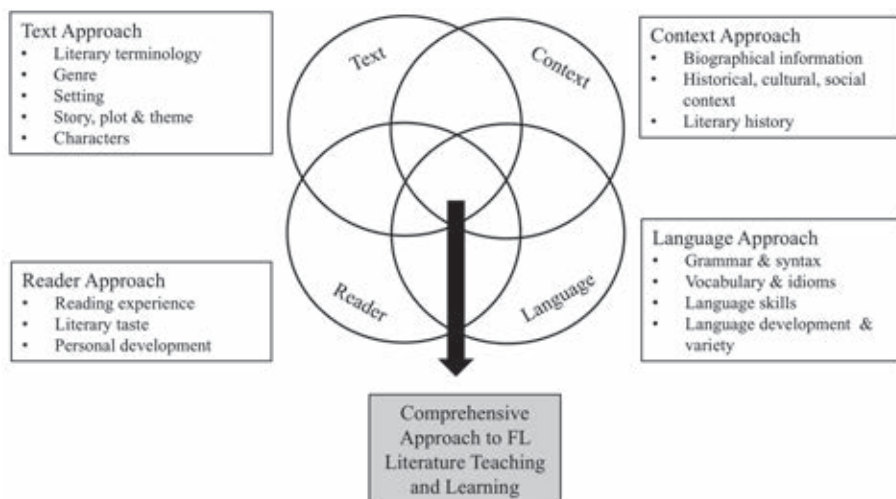 Text Approach
• Literary terminology
• Genre
• Setting
• Story, plot & theme
• Characters
Text
Context
Context Approach
• Biographical information
• Historical, cultural, social
context
• Literary history
Reader Approach
• Reading experience
• Literary taste
• Personal development
Reader
Language
Language Approach
• Grammar & syntax
• Vocabulary & idioms
• Language skills
• Language development &
variety
Comprehensive
Approach to FL
Literature Teaching
and Learning